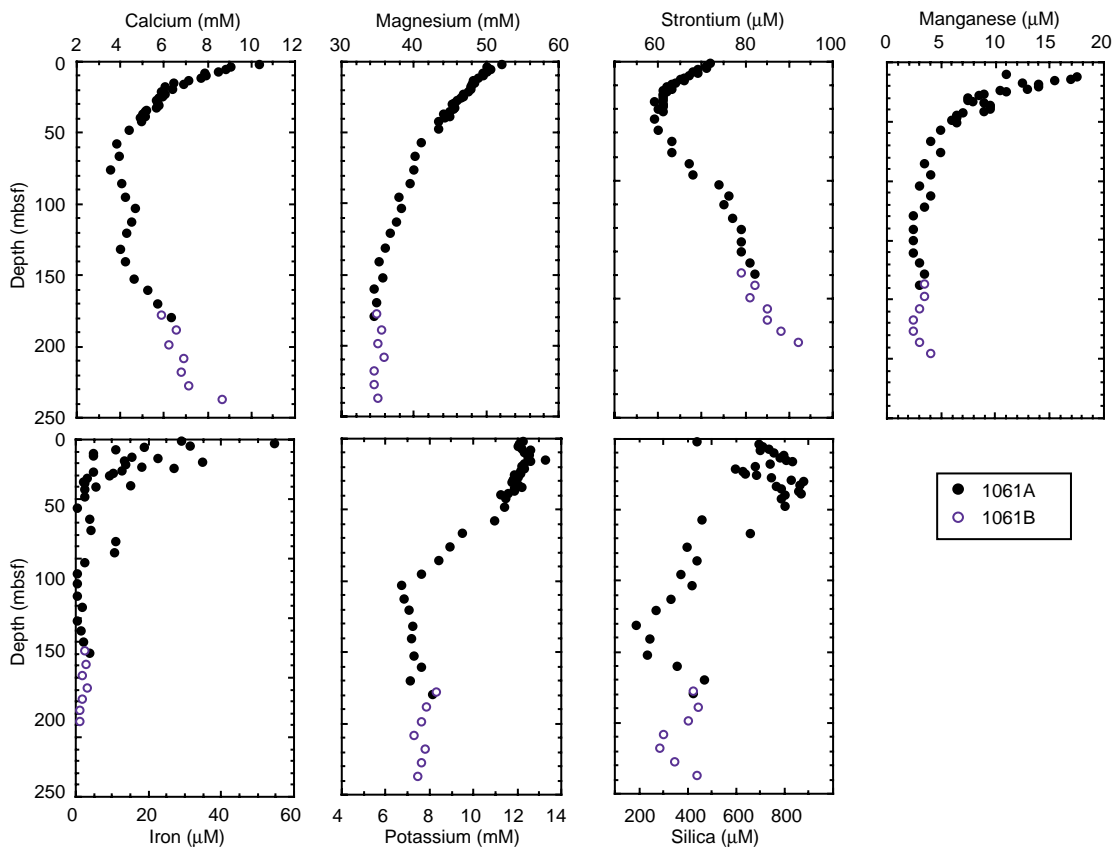 Calcium (mM)
2 4 6 8 10 12
Magnesium (mM)
30 40 50 60
Strontium (µM)
60 80 100
Manganese (µM)
0 5 10 15 20
Depth (mbsf)
0
50
100
150
200
250
Depth (mbsf)
0
50
100
150
200
250
1061A
1061B
0 20 40 60
Iron (µM)
4 6 8 10 12 14
Potassium (mM)
200 400 600 800
Silica (µM)